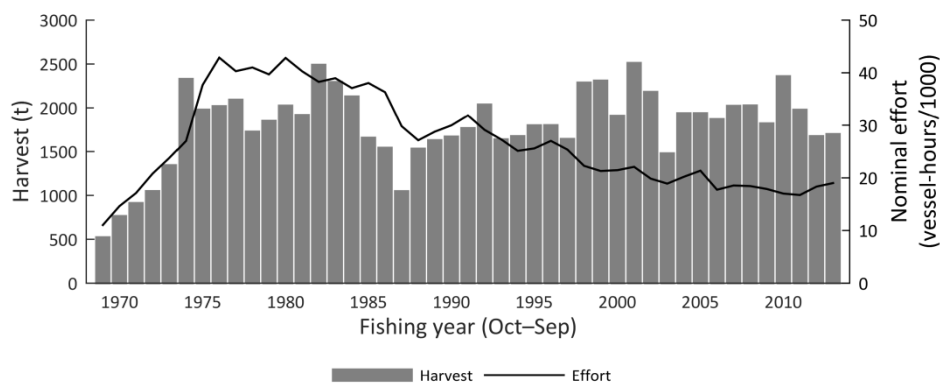 3000
2500
2000
1500
1000
500
0
Harvest (t)
50
40
30
20
10
0
Nominal effort
(vessel-hours/1000)
1970 1975 1980 1985 1990 1995 2000 2005 2010
Fishing year (Oct–Sep)
Harvest Effort